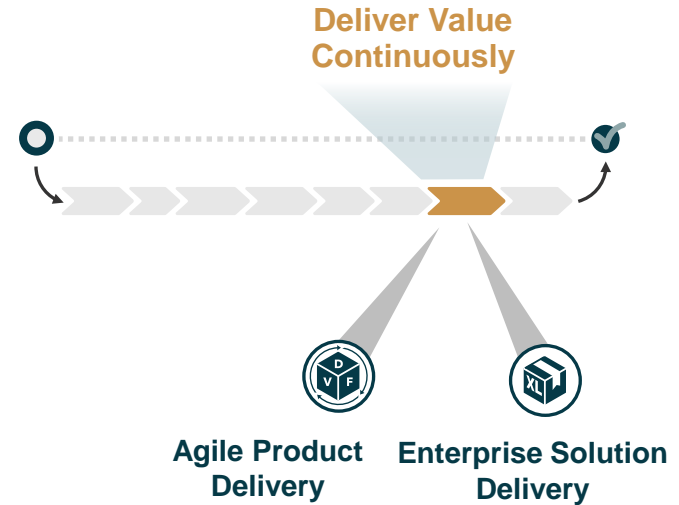 Deliver Value
Continuously
D
V F
XL
Agile Product
Delivery
Enterprise Solution
Delivery